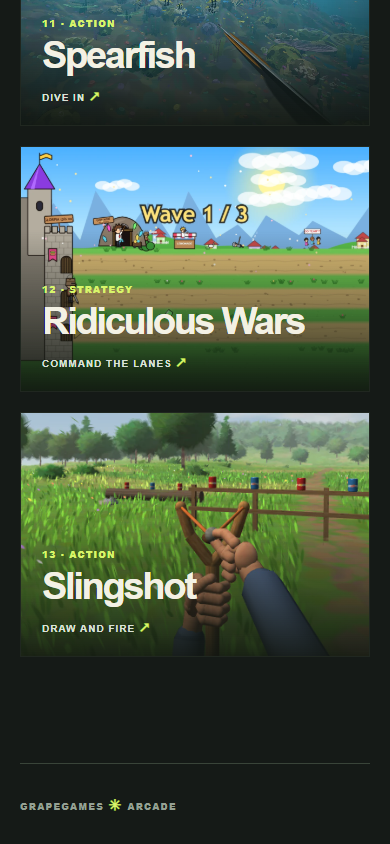 11 - ACTION
Spearfish
DIVE IN ↗
Wave 1 / 3
12 - STRATEGY
Ridiculous Wars
COMMAND THE LANES ↗
13 - ACTION
Slingshot
DRAW AND FIRE ↗
GRAPEGAMES ✳ ARCADE